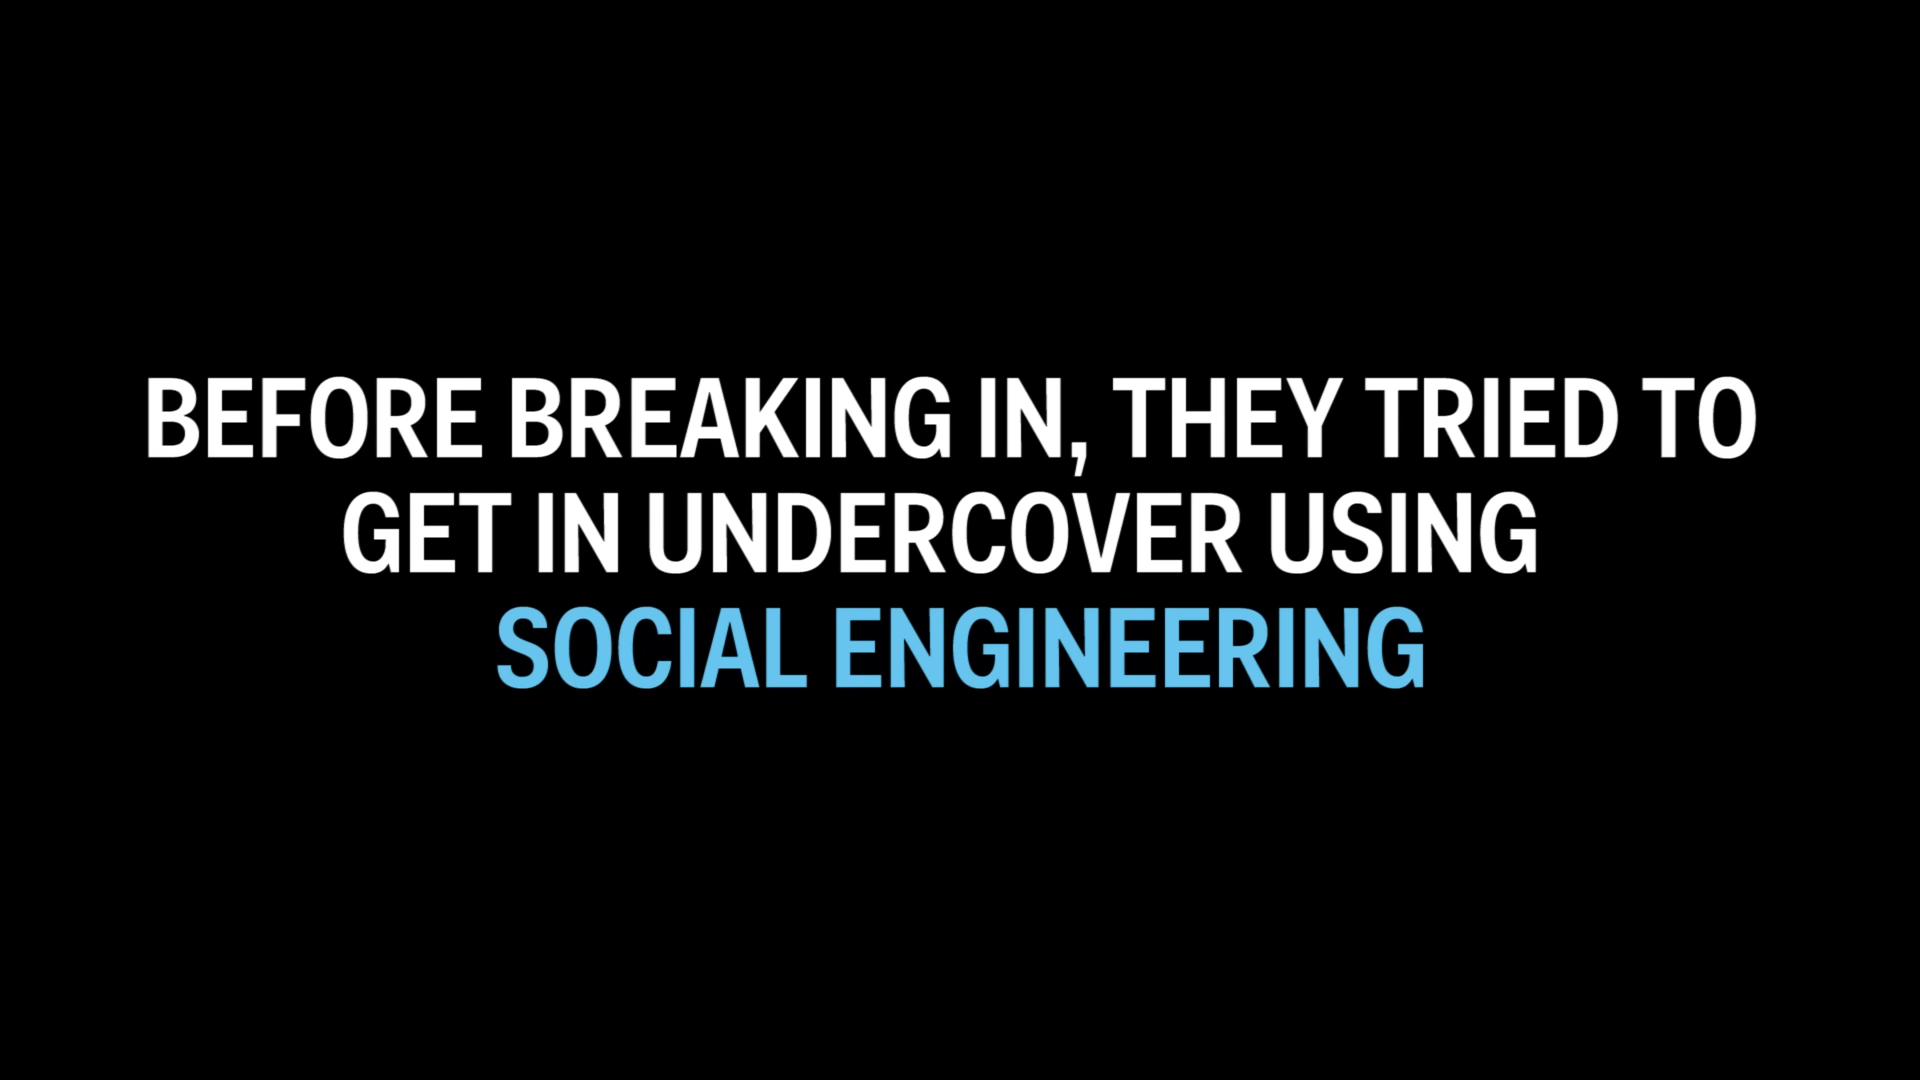 BEFORE BREAKING IN, THEY TRIED TO
GET IN UNDERCOVER USING
SOCIAL ENGINEERING